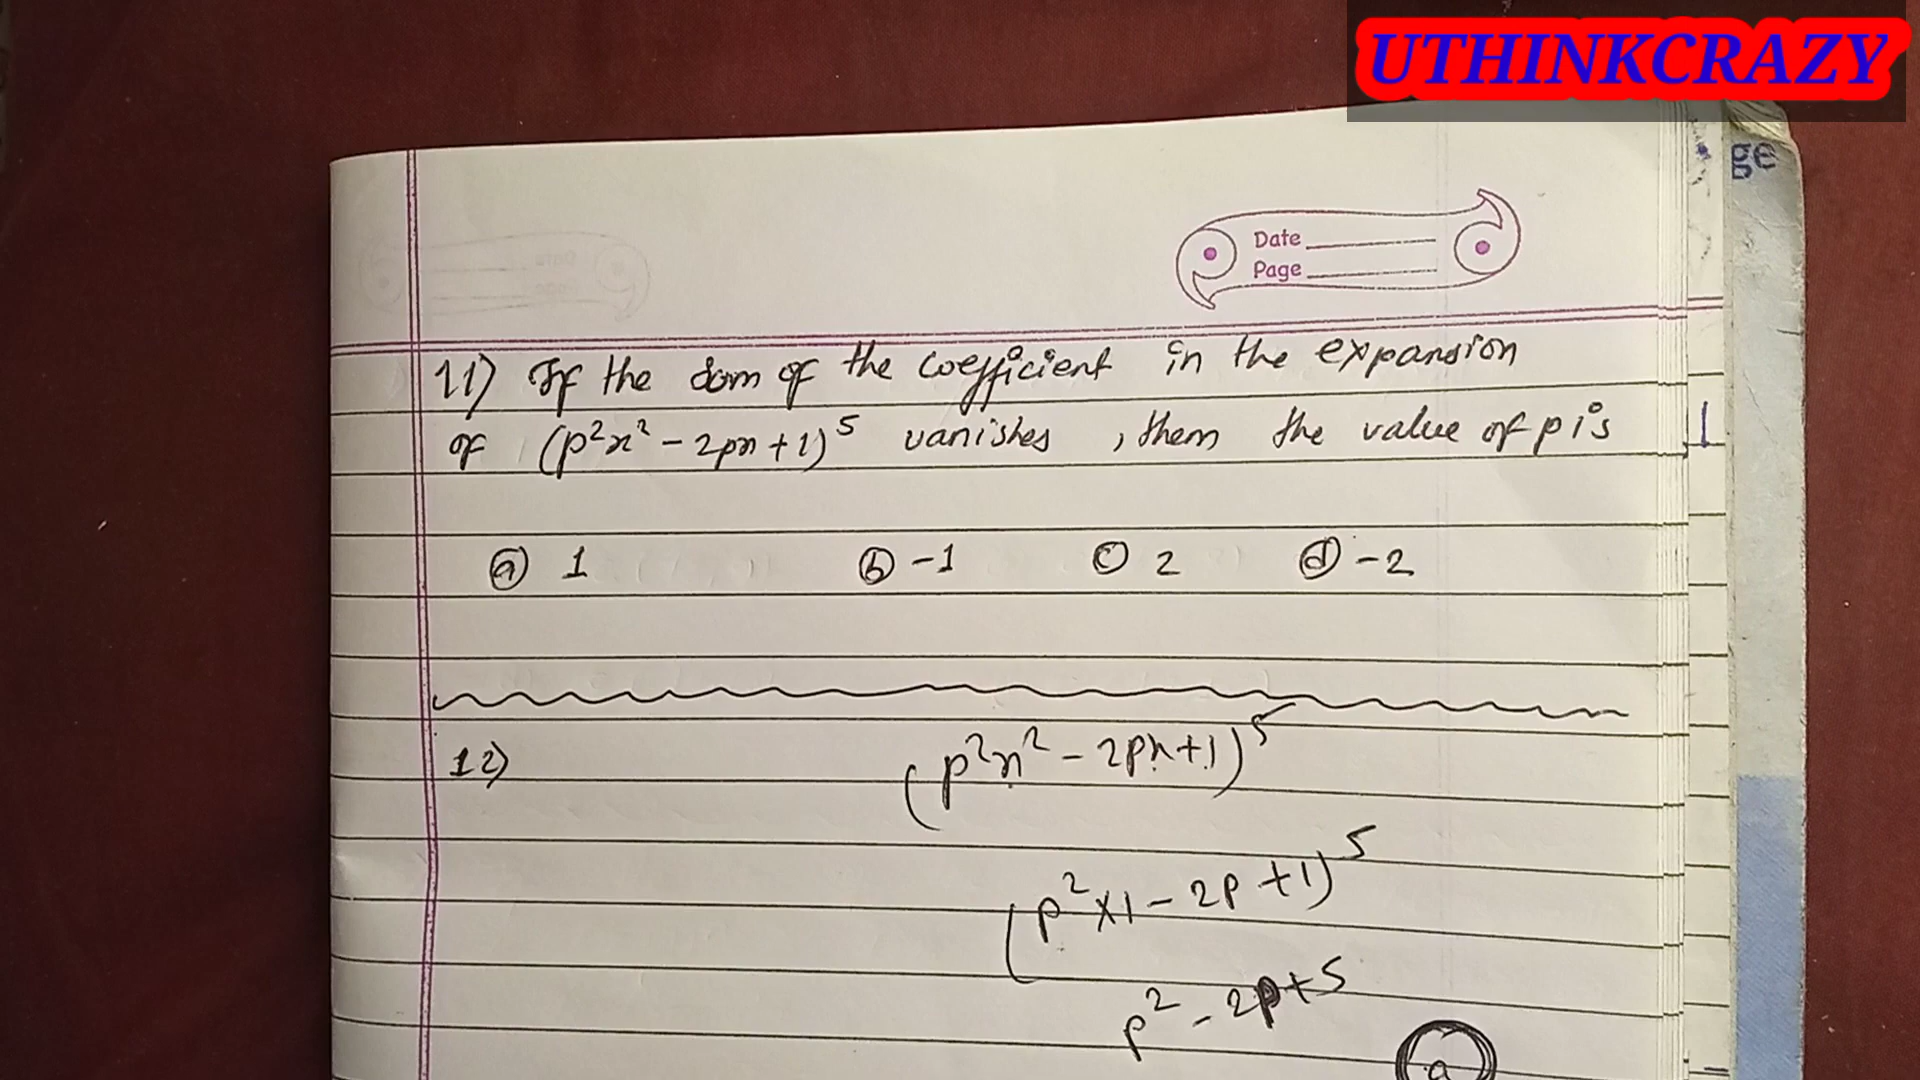 UTHINKCRAZY
ge
Date
Page
11) If the sum of the coefficient in the expansion
of (p²x² - 2px + 1)⁵ vanishes , then the value of p is
ⓐ 1 ⓑ -1 ⓒ 2 ⓓ -2
12) (p²x² - 2px + 1)⁵
(p² × 1 - 2p + 1)⁵
p² - 2p + 5
a